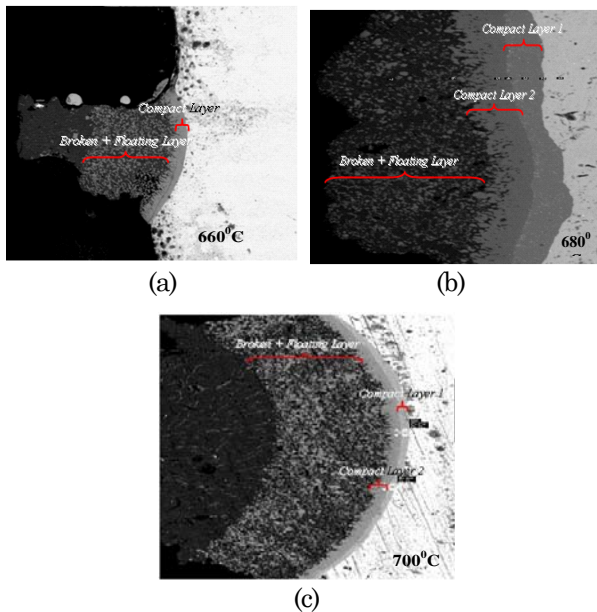 Compact Layer
Broken + Floating Layer
660⁰C
(a)
Compact Layer 1
Compact Layer 2
Broken + Floating Layer
680⁰
(b)
Broken + Floating Layer
Compact Layer 1
Compact Layer 2
700⁰C
(c)